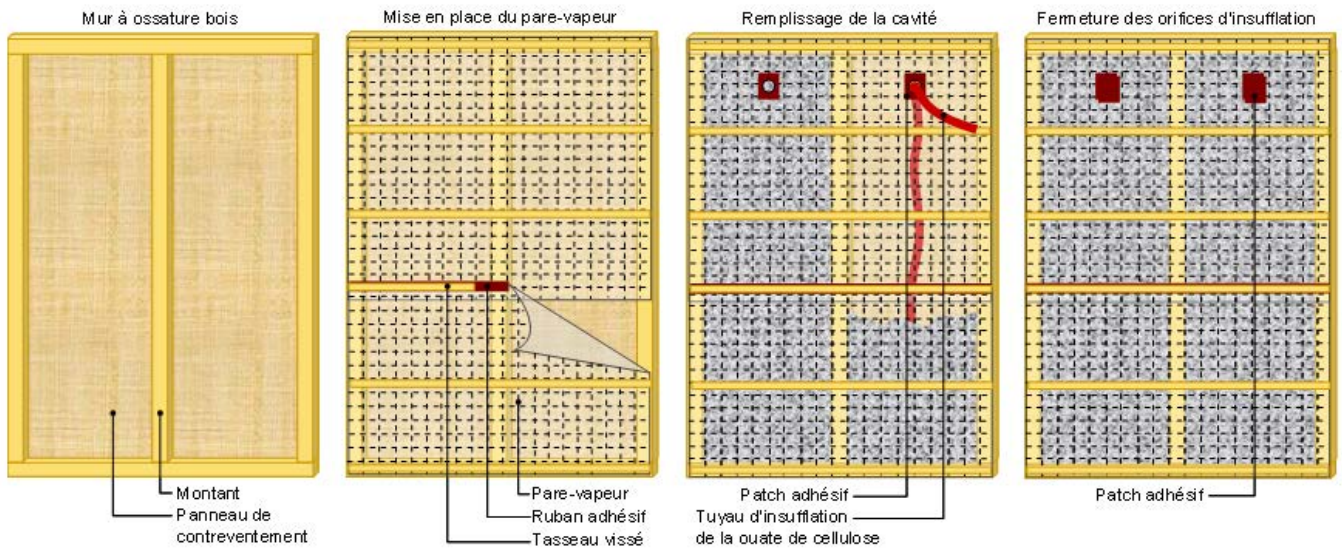 Mur à ossature bois
Mise en place du pare-vapeur
Remplissage de la cavité
Fermeture des orifices d'insufflation
Montant
Panneau de
contreventement
Pare-vapeur
Ruban adhésif
Tasseau vissé
Patch adhésif
Tuyau d'insufflation
de la ouate de cellulose
Patch adhésif